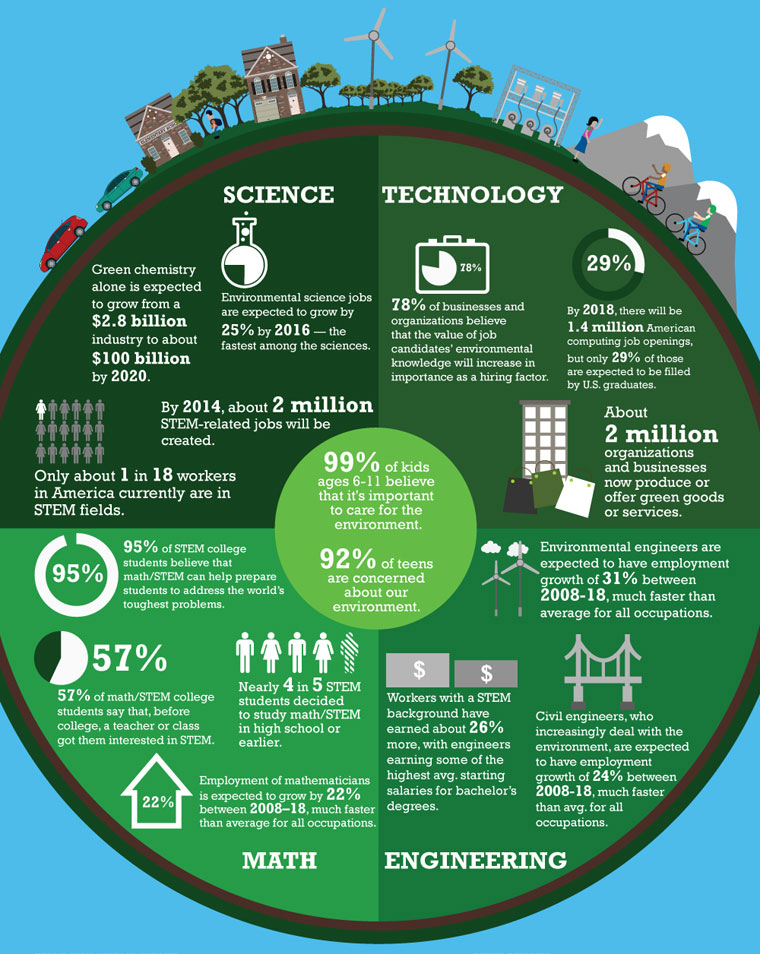 SCIENCE
TECHNOLOGY
Green chemistry
alone is expected
to grow from a
$2.8 billion
industry to about
$100 billion
by 2020.
Environmental science jobs
are expected to grow by
25% by 2016 — the
fastest among the sciences.
By 2014, about 2 million
STEM-related jobs will be
created.
Only about 1 in 18 workers
in America currently are in
STEM fields.
78%
78% of businesses and
organizations believe
that the value of job
candidates' environmental
knowledge will increase in
importance as a hiring factor.
29%
By 2018, there will be
1.4 million American
computing job openings,
but only 29% of those
are expected to be filled
by U.S. graduates.
About
2 million
organizations
and businesses
now produce or
offer green goods
or services.
99% of kids
ages 6-11 believe
that it's important
to care for the
environment.
92% of teens
are concerned
about our
environment.
95%
95% of STEM college
students believe that
math/STEM can help prepare
students to address the world's
toughest problems.
57%
57% of math/STEM college
students say that, before
college, a teacher or class
got them interested in STEM.
Nearly 4 in 5 STEM
students decided
to study math/STEM
in high school or
earlier.
22%
Employment of mathematicians
is expected to grow by 22%
between 2008–18, much faster
than average for all occupations.
MATH
Environmental engineers are
expected to have employment
growth of 31% between
2008-18, much faster than
average for all occupations.
$
$
Workers with a STEM
background have
earned about 26%
more, with engineers
earning some of the
highest avg. starting
salaries for bachelor's
degrees.
Civil engineers, who
increasingly deal with the
environment, are expected
to have employment
growth of 24% between
2008-18, much faster
than avg. for all
occupations.
ENGINEERING